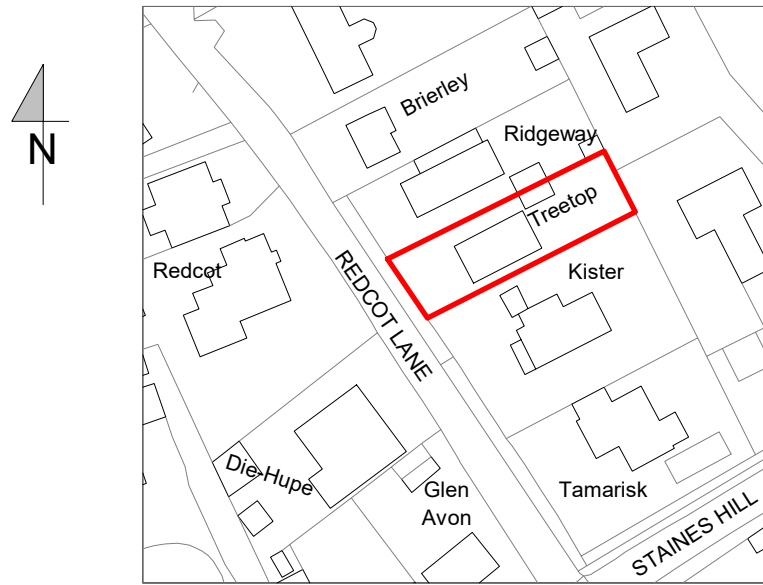 N
Brierley
Ridgeway
Treetop
Redcot
REDCOT LANE
Kister
Die-Hupe
Glen
Avon
Tamarisk
STAINES HILL